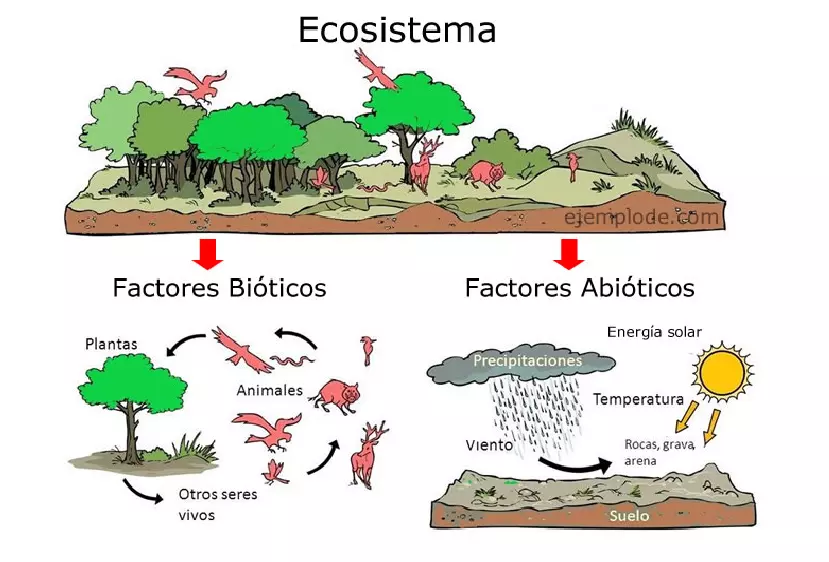 Ecosistema
ejemplode.com
Factores Bióticos
Factores Abióticos
Plantas
Animales
Otros seres
vivos
Energía solar
Precipitaciones
Temperatura
Viento
Rocas, grava,
arena
Suelo